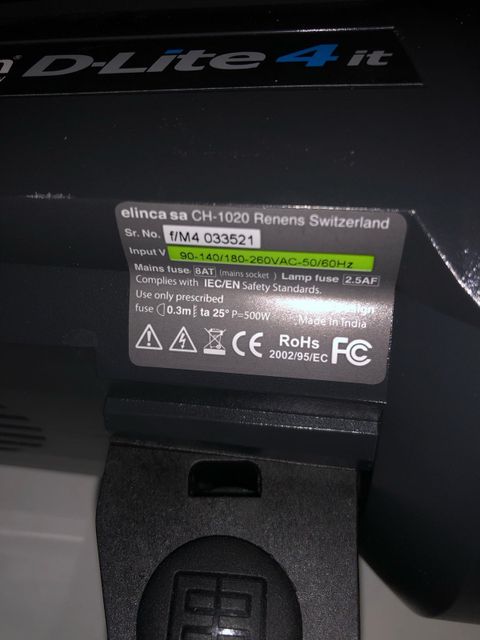 D-Lite 4 it
elinca sa CH-1020 Renens Switzerland
Sr. No. f/M4 033521
Input V 90-140/180-260VAC-50/60Hz
Mains fuse 8AT (mains socket) Lamp fuse 2.5AF
Complies with IEC/EN Safety Standards.
Use only prescribed
fuse 0.3m ta 25° P=500W Made in India
CE RoHs FC
2002/95/EC